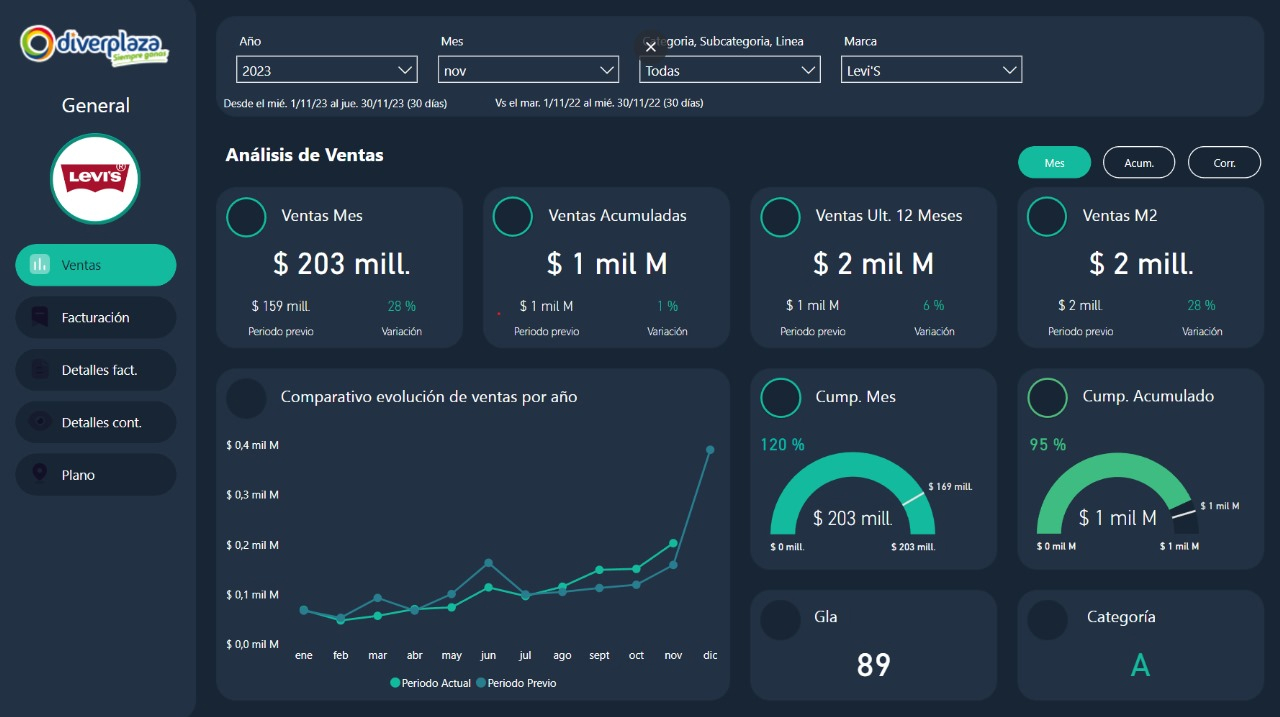 diverplaza
Siempre ganas
General
LEVI'S®
Ventas
Facturación
Detalles fact.
Detalles cont.
Plano
Año
Mes
Categoria, Subcategoria, Linea
Marca
2023
nov
Todas
Levi'S
Desde el mié. 1/11/23 al jue. 30/11/23 (30 días)
Vs el mar. 1/11/22 al mié. 30/11/22 (30 días)
Análisis de Ventas
Mes
Acum.
Corr.
Ventas Mes
$ 203 mill.
$ 159 mill.
28 %
Periodo previo
Variación
Ventas Acumuladas
$ 1 mil M
$ 1 mil M
1 %
Periodo previo
Variación
Ventas Ult. 12 Meses
$ 2 mil M
$ 1 mil M
6 %
Periodo previo
Variación
Ventas M2
$ 2 mill.
$ 2 mill.
28 %
Periodo previo
Variación
Comparativo evolución de ventas por año
$ 0,4 mil M
$ 0,3 mil M
$ 0,2 mil M
$ 0,1 mil M
$ 0,0 mil M
ene feb mar abr may jun jul ago sept oct nov dic
Periodo Actual Periodo Previo
Cump. Mes
120 %
$ 169 mill.
$ 203 mill.
$ 0 mill.
$ 203 mill.
Cump. Acumulado
95 %
$ 1 mil M
$ 1 mil M
$ 0 mil M
$ 1 mil M
Gla
89
Categoría
A